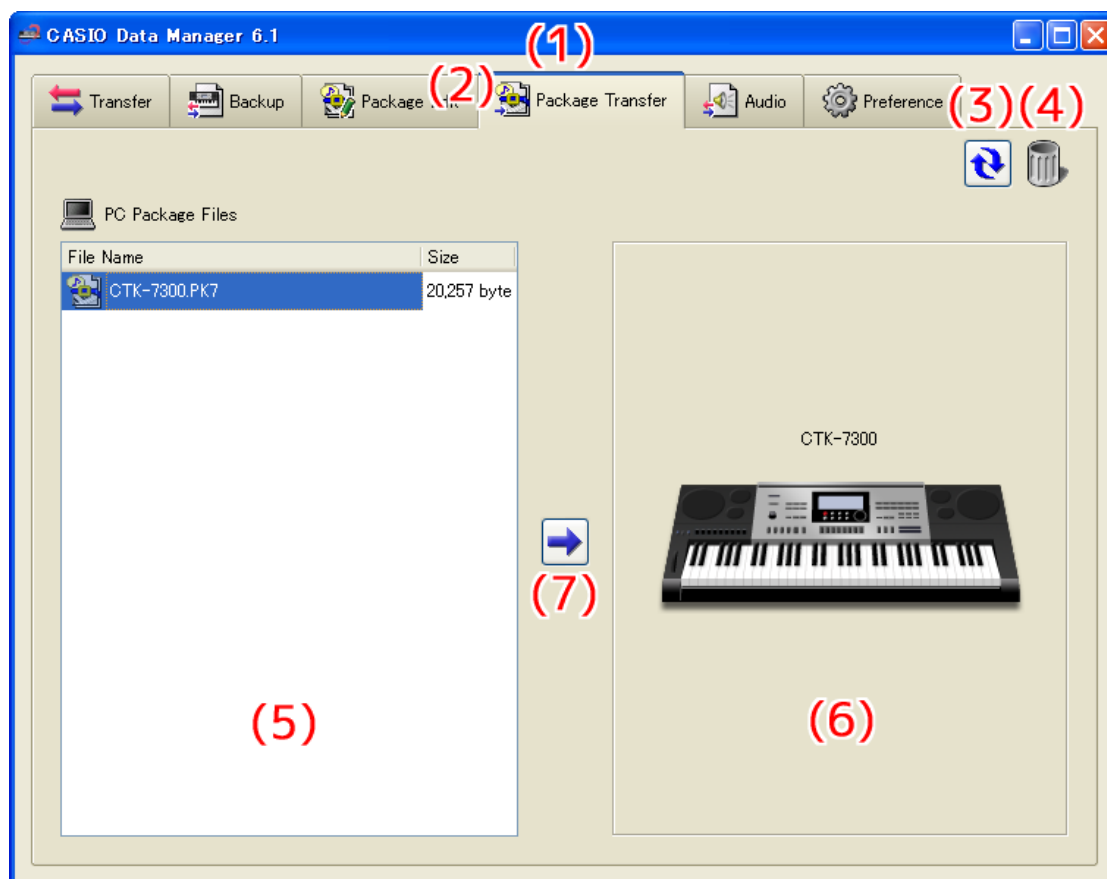 CASIO Data Manager 6.1
(1)
(2)
Transfer
Backup
Package
Package Transfer
Audio
Preference
(3)(4)
PC Package Files
File Name Size
CTK-7300.PK7 20,257 byte
CTK-7300
(7)
(5)
(6)